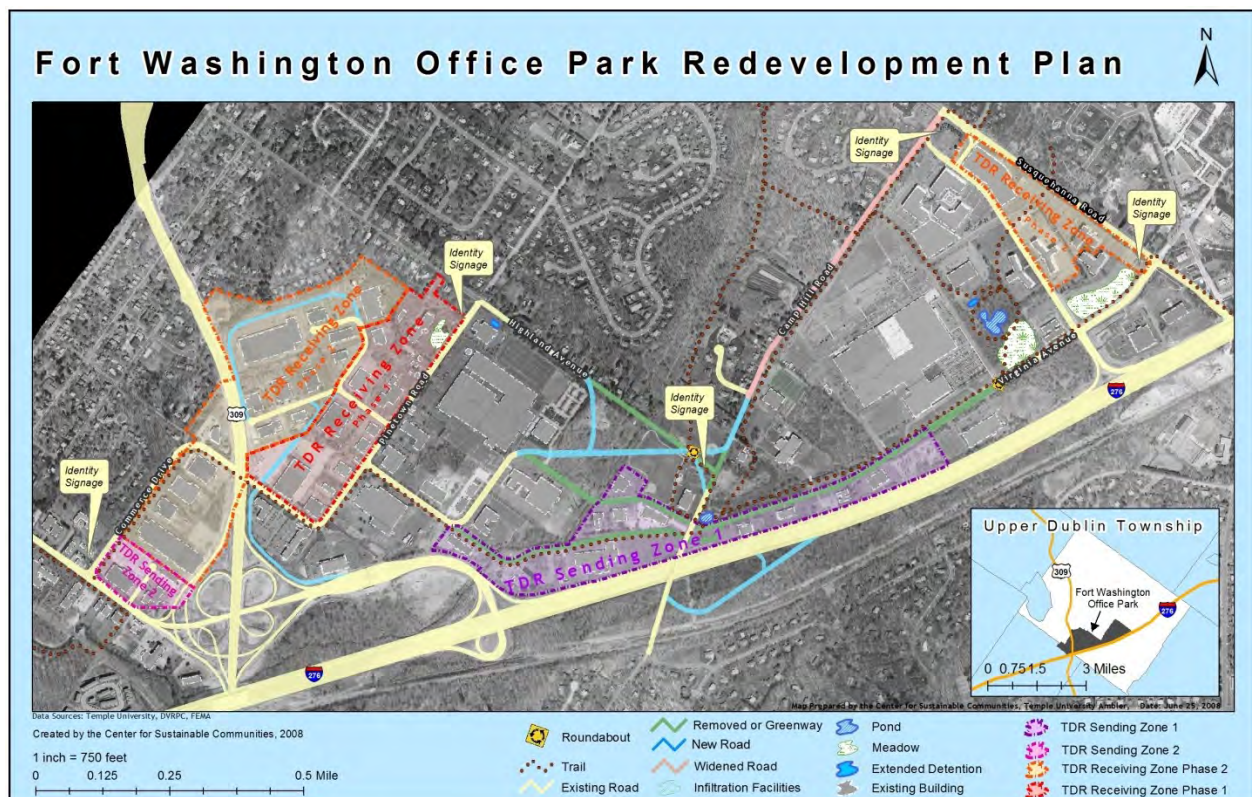 Fort Washington Office Park Redevelopment Plan
N
Identity
Signage
Susquehanna Road
TDR Receiving Zone
Identity
Signage
Identity
Signage
Camp Hill Road
Highland Avenue
TDR Receiving Zone
Phase 2
TDR Receiving Zone
Pinetown Road
309
Virginia Avenue
276
Identity
Signage
Identity
Signage
Commerce Drive
TDR Sending
Zone 2
TDR Sending Zone 1
276
Upper Dublin Township
309
Fort Washington
Office Park
276
0 0.75 1.5 3 Miles
Map Prepared by the Center for Sustainable Communities, Temple University Ambler, Date: June 25, 2008
Data Sources: Temple University, DVRPC, FEMA
Created by the Center for Sustainable Communities, 2008
1 inch = 750 feet
0 0.125 0.25 0.5 Mile
Roundabout
Trail
Existing Road
Removed or Greenway
New Road
Widened Road
Infiltration Facilities
Pond
Meadow
Extended Detention
Existing Building
TDR Sending Zone 1
TDR Sending Zone 2
TDR Receiving Zone Phase 2
TDR Receiving Zone Phase 1